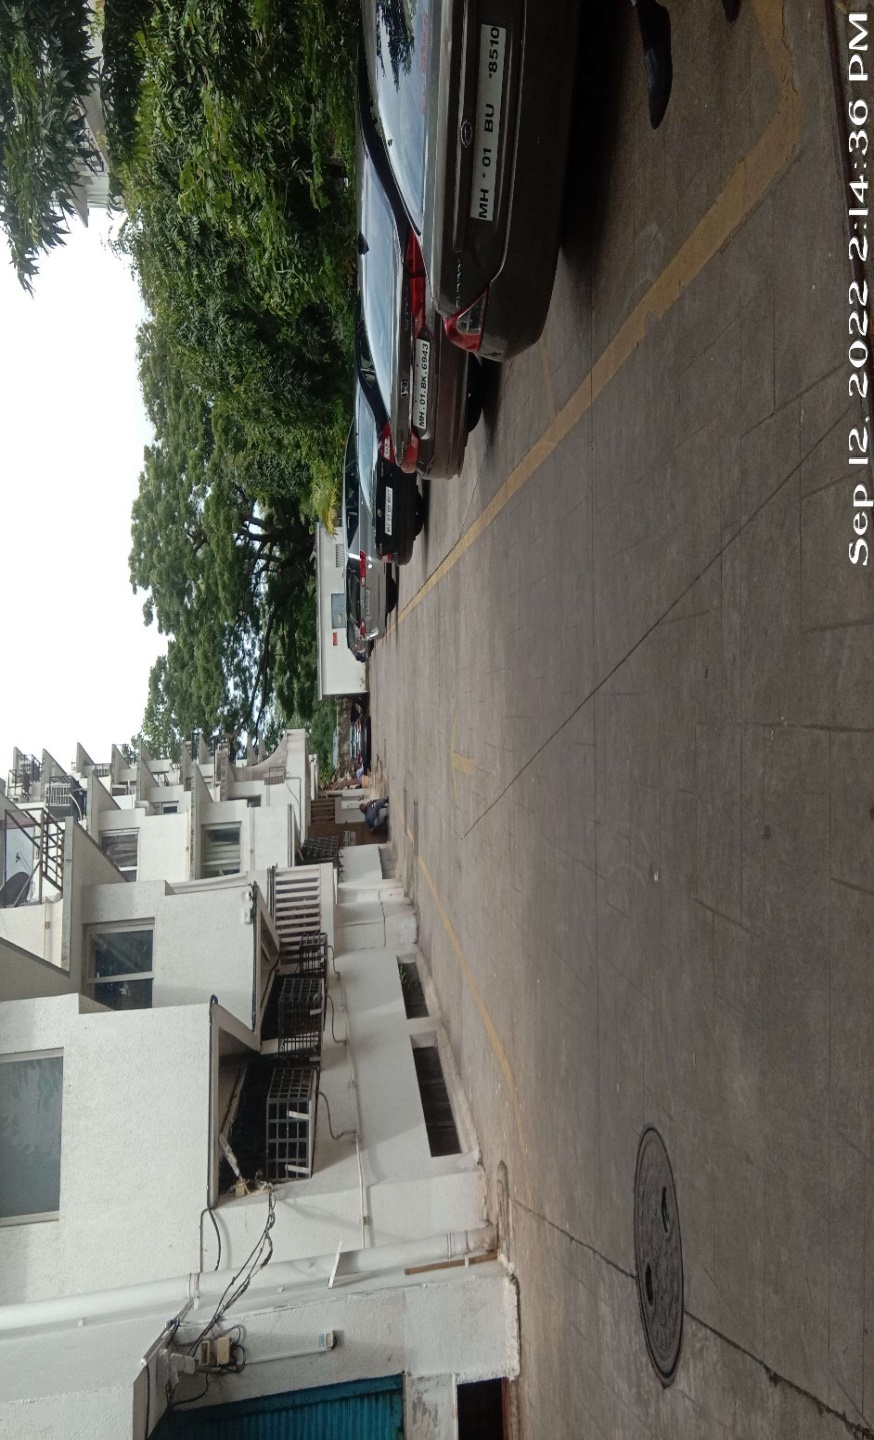 MH - 01 BU *8510
MH.01.BK.6943
Sep 12, 2022 2:14:36 PM